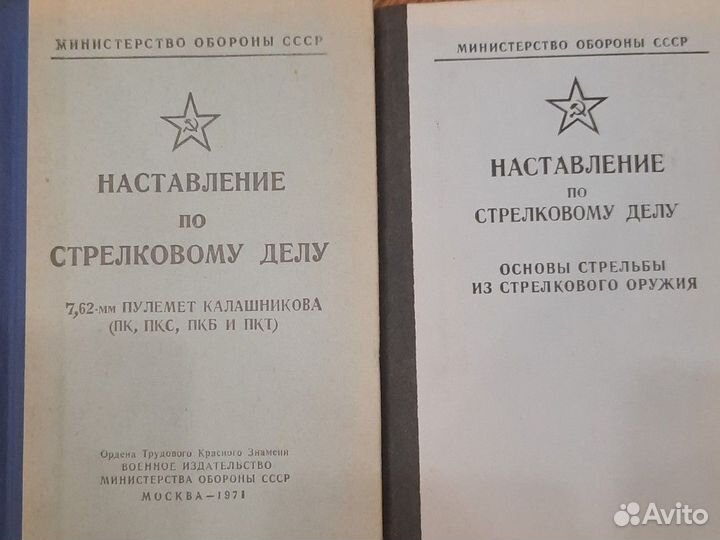 МИНИСТЕРСТВО ОБОРОНЫ СССР
НАСТАВЛЕНИЕ
ПО
СТРЕЛКОВОМУ ДЕЛУ
7,62-мм ПУЛЕМЕТ КАЛАШНИКОВА
(ПК, ПКС, ПКБ И ПКТ)
Ордена Трудового Красного Знамени
ВОЕННОЕ ИЗДАТЕЛЬСТВО
МИНИСТЕРСТВА ОБОРОНЫ СССР
МОСКВА—1971
МИНИСТЕРСТВО ОБОРОНЫ СССР
НАСТАВЛЕНИЕ
ПО
СТРЕЛКОВОМУ ДЕЛУ
ОСНОВЫ СТРЕЛЬБЫ
ИЗ СТРЕЛКОВОГО ОРУЖИЯ
Avito